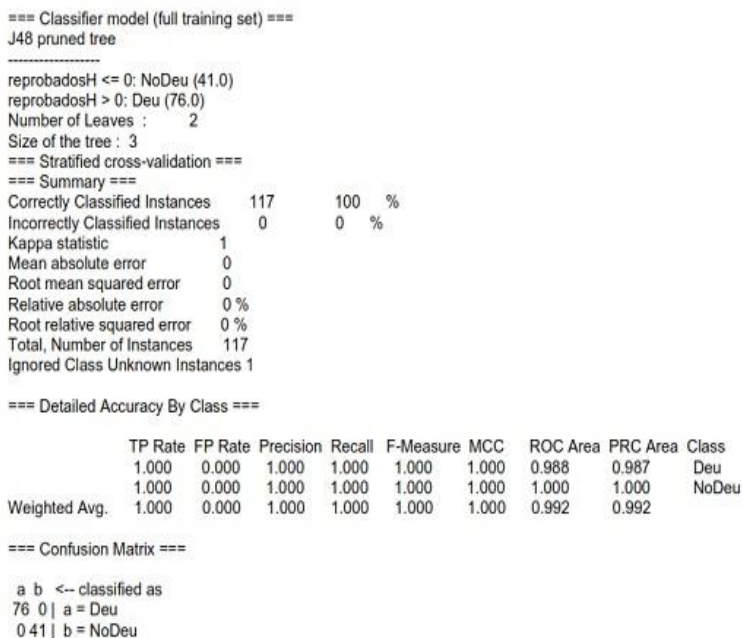 === Classifier model (full training set) ===
J48 pruned tree
------------------
reprobadosH <= 0: NoDeu (41.0)
reprobadosH > 0: Deu (76.0)
Number of Leaves : 2
Size of the tree : 3
=== Stratified cross-validation ===
=== Summary ===
Correctly Classified Instances 117 100 %
Incorrectly Classified Instances 0 0 %
Kappa statistic 1
Mean absolute error 0
Root mean squared error 0
Relative absolute error 0 %
Root relative squared error 0 %
Total, Number of Instances 117
Ignored Class Unknown Instances 1
=== Detailed Accuracy By Class ===
TP Rate FP Rate Precision Recall F-Measure MCC ROC Area PRC Area Class
1.000 0.000 1.000 1.000 1.000 1.000 0.988 0.987 Deu
1.000 0.000 1.000 1.000 1.000 1.000 1.000 1.000 NoDeu
Weighted Avg. 1.000 0.000 1.000 1.000 1.000 1.000 0.992 0.992
=== Confusion Matrix ===
a b <-- classified as
76 0 | a = Deu
0 41 | b = NoDeu